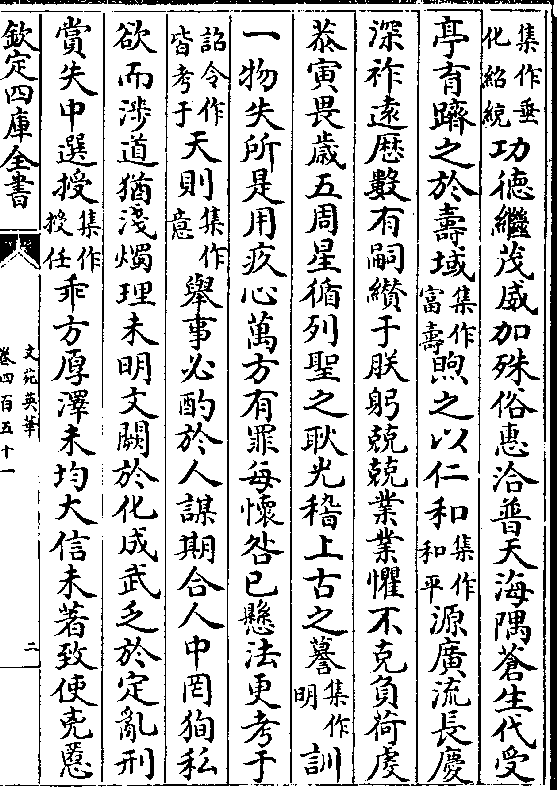 集作垂化紹統功德繼茂威加殊俗惠洽普天海隅蒼生代受
亭育躋之於壽域集作富壽煦之以仁和集作和平源廣流長慶
深祚遠歷數有嗣纘于朕躬兢兢業業懼不克負荷虔
恭寅畏歲五周星循列聖之耿光稽上古之謩集作明訓
一物失所是用疚心萬方有罪每懷咎已懸法更考于
詔令作皆考于天則集作意舉事必酌於人謀期合人中罔狥私
欲而涉道猶淺燭理未明文闕於化成武乏於定亂刑
賞失中選授集作授任乖方厚澤未均大信未著致使兇慝
欽定四庫全書
文苑英華
卷四百五十一
二